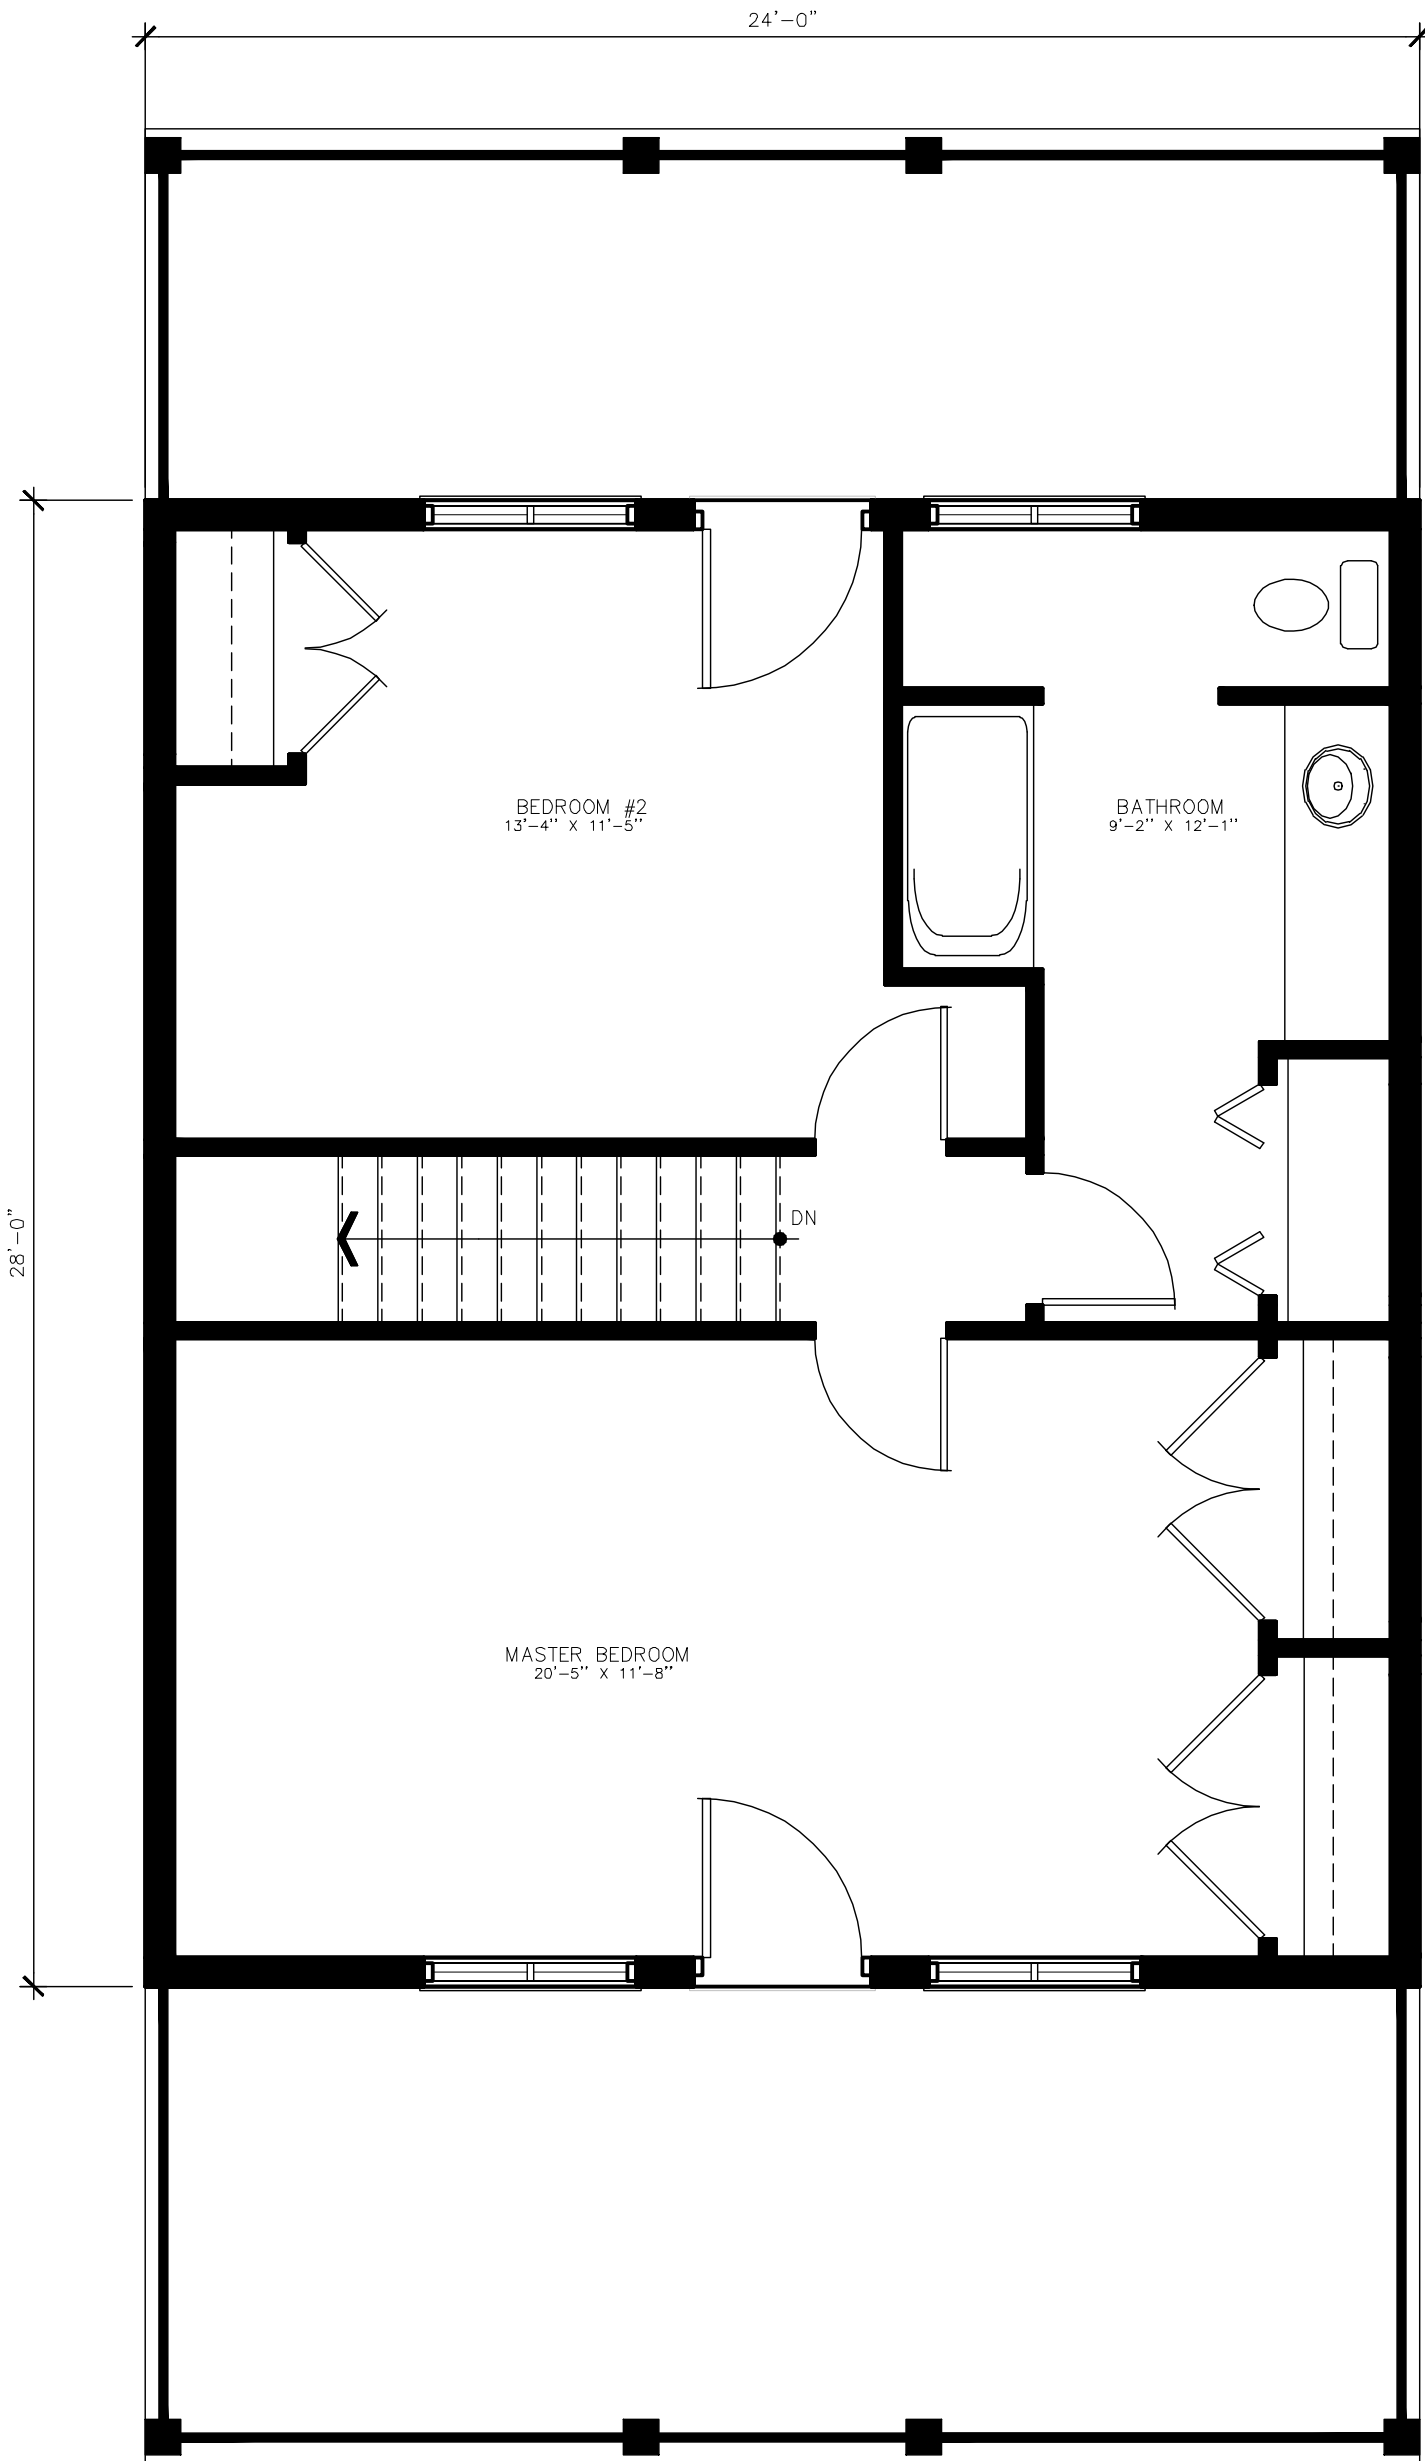 24'-0"
BEDROOM #2
13'-4" X 11'-5"
BATHROOM
9'-2" X 12'-1"
DN
28'-0"
MASTER BEDROOM
20'-5" X 11'-8"